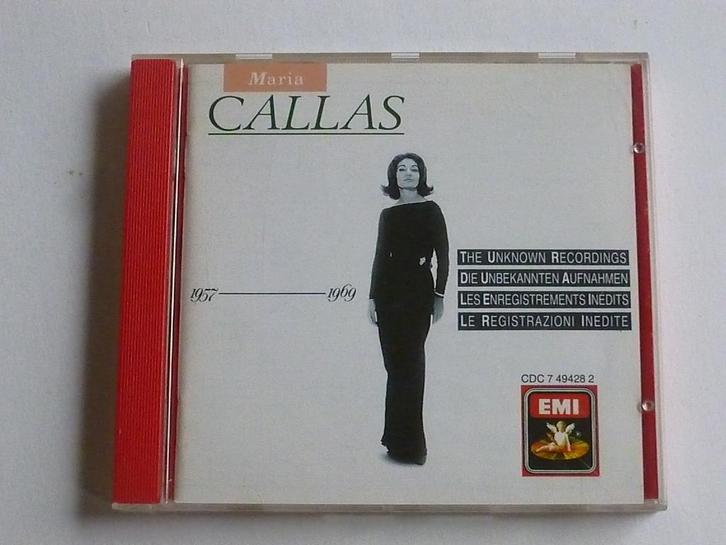 Maria
CALLAS
THE UNKNOWN RECORDINGS
DIE UNBEKANNTEN AUFNAHMEN
LES ENREGISTREMENTS INÉDITS
LE REGISTRAZIONI INEDITE
1957 1969
CDC 7 49428 2
EMI